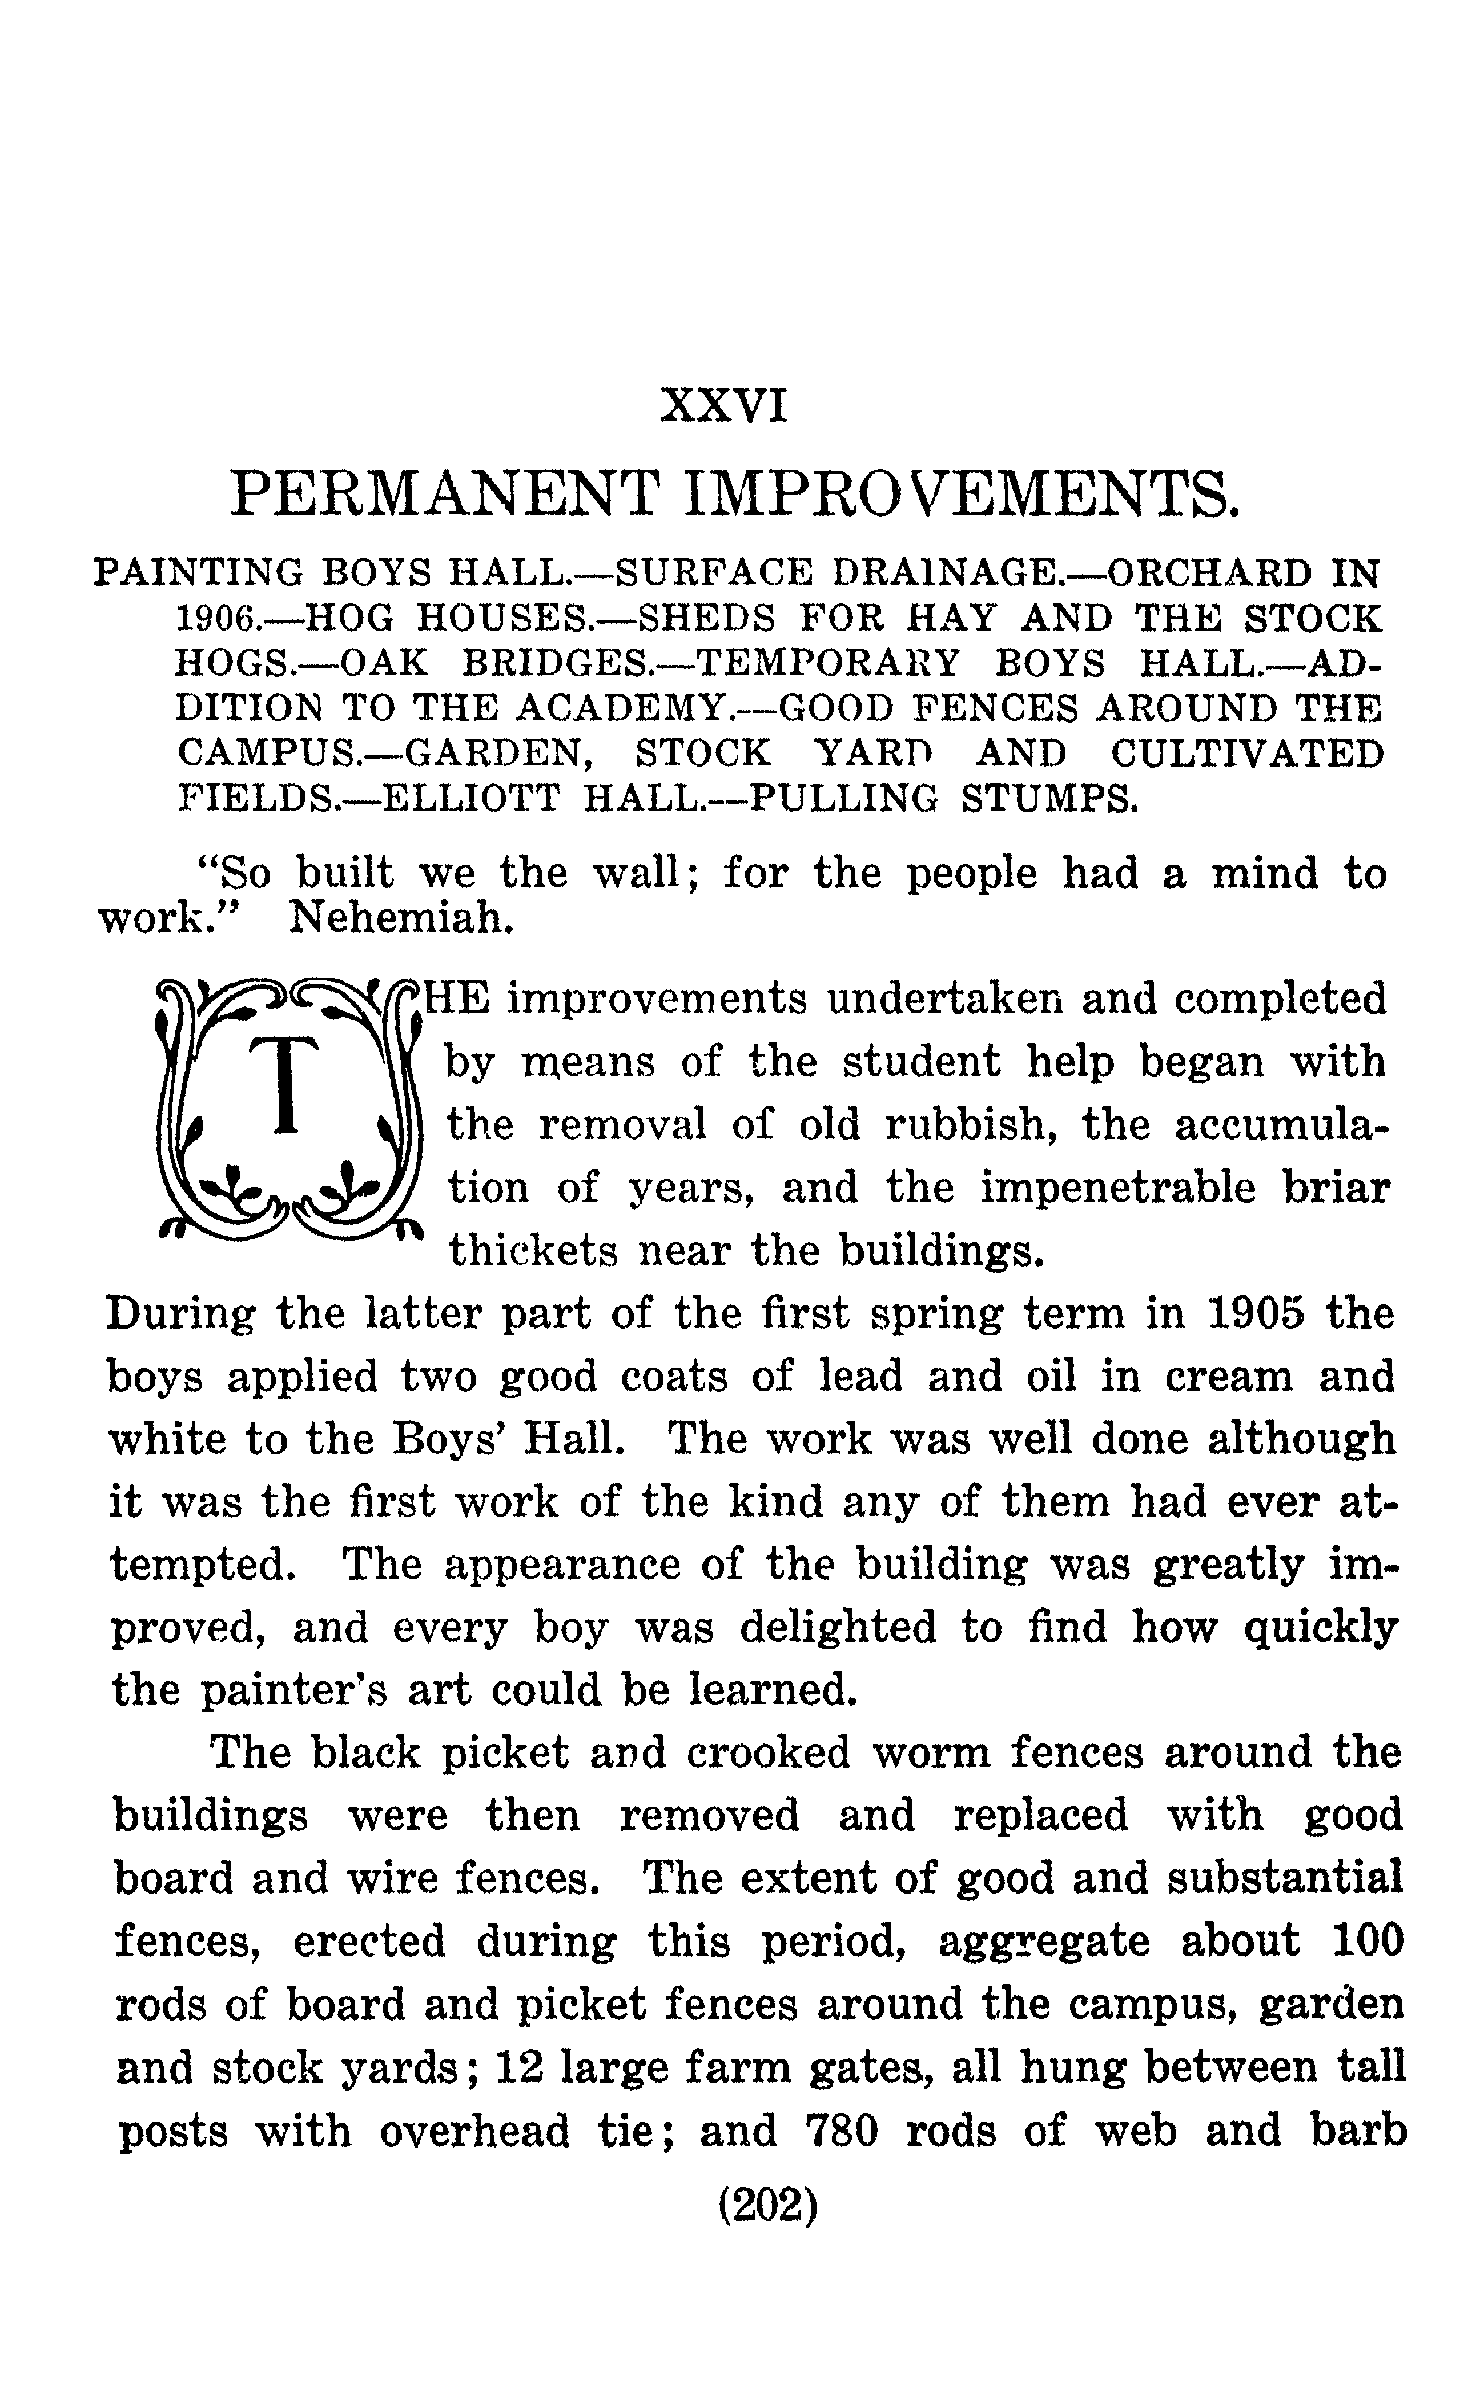 XXVI
PERMANENT IMPROVEMENTS.
PAINTING BOYS HALL.—SURFACE DRAINAGE.—ORCHARD IN
1906.—HOG HOUSES.—SHEDS FOR HAY AND THE STOCK
HOGS.—OAK BRIDGES.—TEMPORARY BOYS HALL.—AD-
DITION TO THE ACADEMY.—GOOD FENCES AROUND THE
CAMPUS.—GARDEN, STOCK YARD AND CULTIVATED
FIELDS.—ELLIOTT HALL.—PULLING STUMPS.
"So built we the wall; for the people had a mind to
work." Nehemiah.
THE improvements undertaken and completed
by means of the student help began with
the removal of old rubbish, the accumula-
tion of years, and the impenetrable briar
thickets near the buildings.
During the latter part of the first spring term in 1905 the
boys applied two good coats of lead and oil in cream and
white to the Boys' Hall. The work was well done although
it was the first work of the kind any of them had ever at-
tempted. The appearance of the building was greatly im-
proved, and every boy was delighted to find how quickly
the painter's art could be learned.
The black picket and crooked worm fences around the
buildings were then removed and replaced with good
board and wire fences. The extent of good and substantial
fences, erected during this period, aggregate about 100
rods of board and picket fences around the campus, garden
and stock yards; 12 large farm gates, all hung between tall
posts with overhead tie; and 780 rods of web and barb
(202)